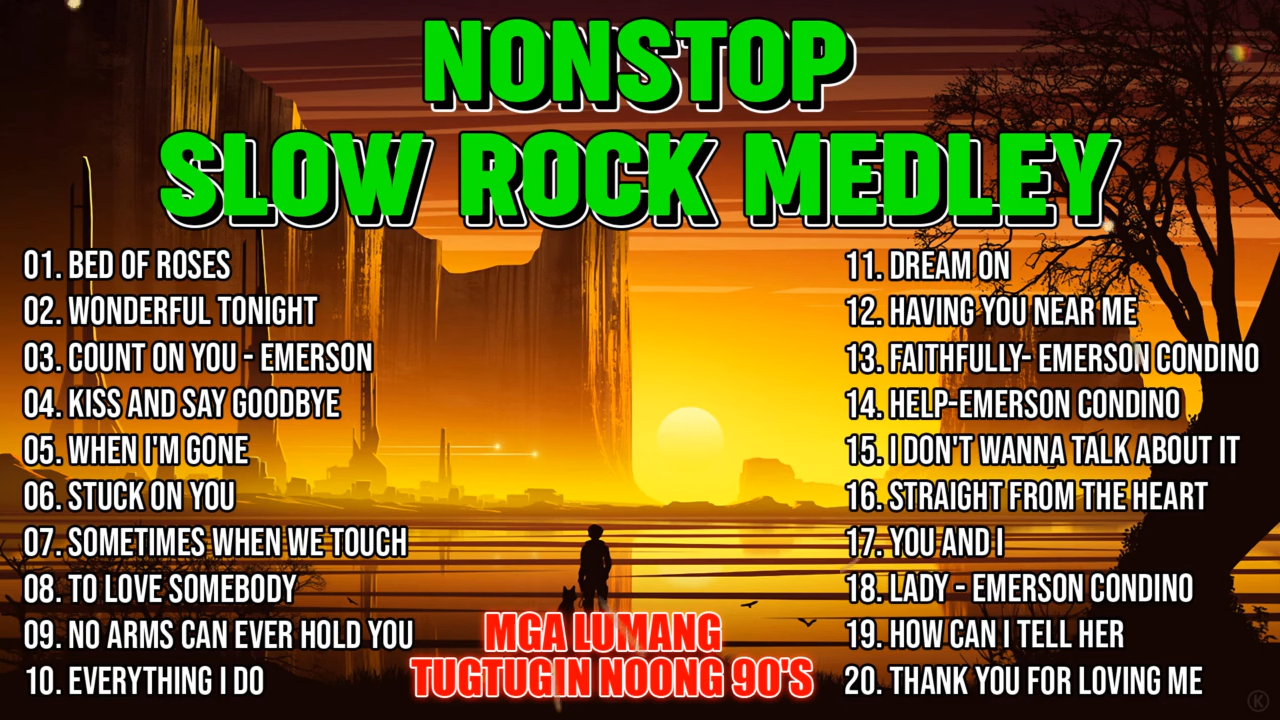 NONSTOP
SLOW ROCK MEDLEY
01. BED OF ROSES
02. WONDERFUL TONIGHT
03. COUNT ON YOU - EMERSON
04. KISS AND SAY GOODBYE
05. WHEN I'M GONE
06. STUCK ON YOU
07. SOMETIMES WHEN WE TOUCH
08. TO LOVE SOMEBODY
09. NO ARMS CAN EVER HOLD YOU
10. EVERYTHING I DO
11. DREAM ON
12. HAVING YOU NEAR ME
13. FAITHFULLY- EMERSON CONDINO
14. HELP-EMERSON CONDINO
15. I DON'T WANNA TALK ABOUT IT
16. STRAIGHT FROM THE HEART
17. YOU AND I
18. LADY - EMERSON CONDINO
19. HOW CAN I TELL HER
20. THANK YOU FOR LOVING ME
MGA LUMANG
TUGTUGIN NOONG 90'S
K